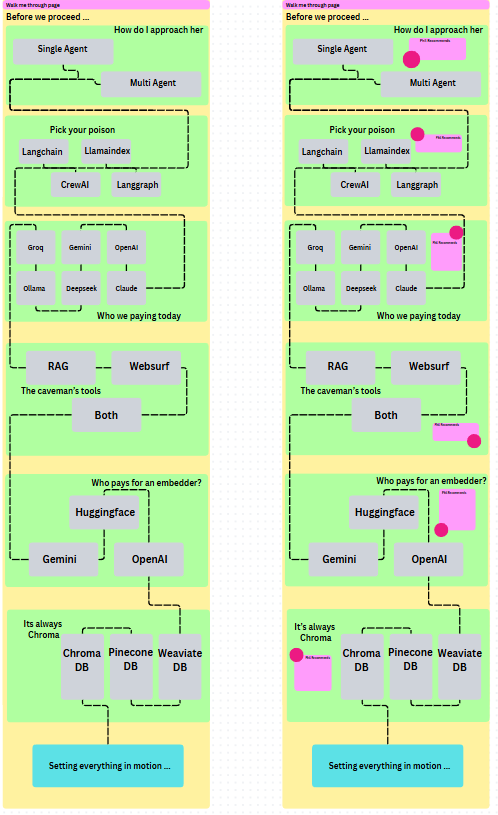 Walk me through page
Before we proceed ...
How do I approach her
Single Agent
Multi Agent
Pick your poison
Langchain
Llamaindex
CrewAI
Langgraph
Groq
Gemini
OpenAI
Ollama
Deepseek
Claude
Who we paying today
RAG
Websurf
The caveman's tools
Both
Who pays for an embedder?
Huggingface
Gemini
OpenAI
Its always
Chroma
Chroma
DB
Pinecone
DB
Weaviate
DB
Setting everything in motion ...
Walk me through page
Before we proceed ...
How do I approach her
Phil Recommends
Single Agent
Multi Agent
Pick your poison
Phil Recommends
Langchain
Llamaindex
CrewAI
Langgraph
Phil Recommends
Groq
Gemini
OpenAI
Ollama
Deepseek
Claude
Who we paying today
RAG
Websurf
The caveman's tools
Both
Phil Recommends
Who pays for an embedder?
Phil Recommends
Huggingface
Gemini
OpenAI
It's always
Chroma
Phil Recommends
Chroma
DB
Pinecone
DB
Weaviate
DB
Setting everything in motion ...